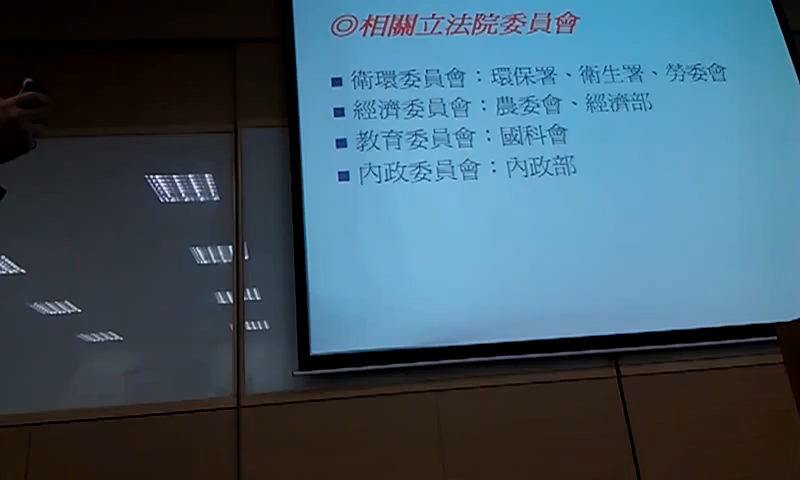 ◎相關立法院委員會
■ 衛環委員會：環保署、衛生署、勞委會
■ 經濟委員會：農委會、經濟部
■ 教育委員會：國科會
■ 內政委員會：內政部